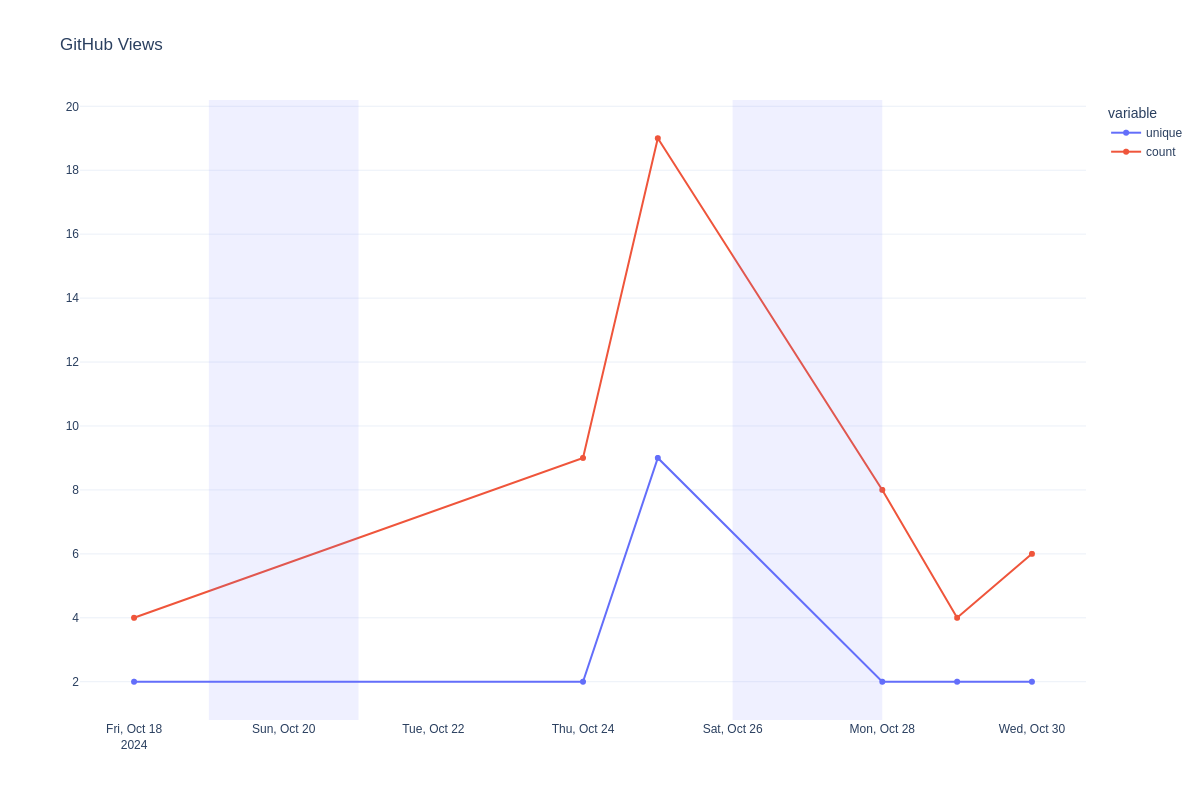 GitHub Views
variable
unique
count
20
18
16
14
12
10
8
6
4
2
Fri, Oct 18
2024
Sun, Oct 20
Tue, Oct 22
Thu, Oct 24
Sat, Oct 26
Mon, Oct 28
Wed, Oct 30